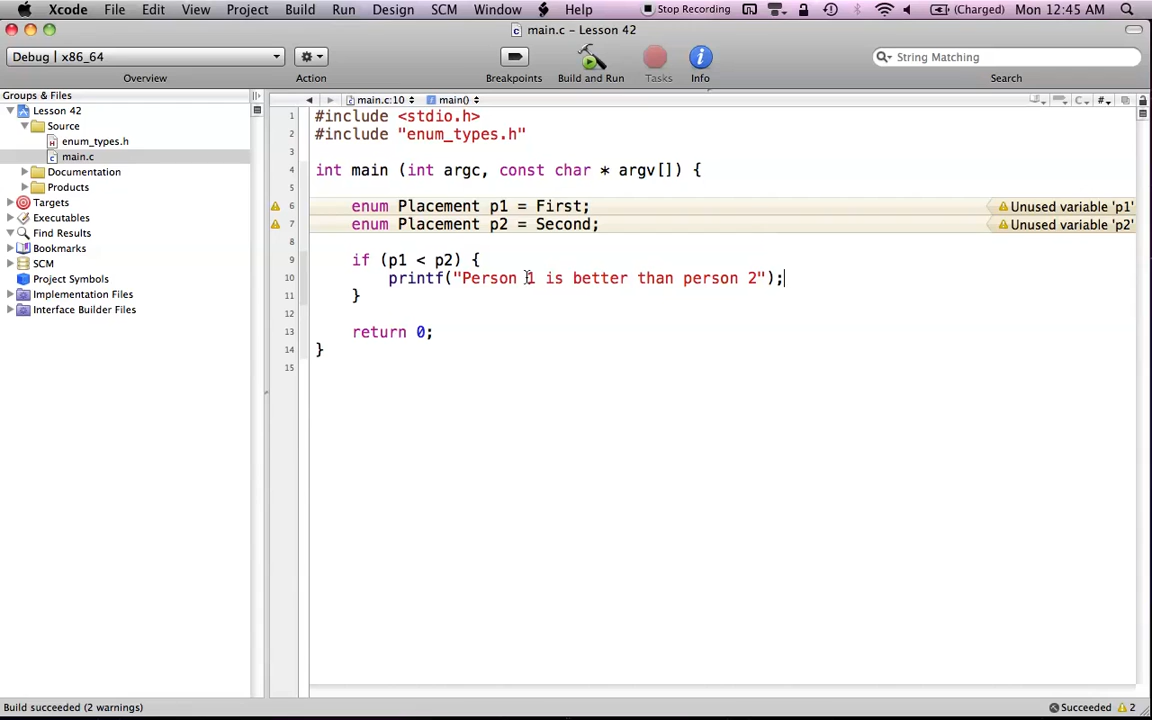 Xcode File Edit View Project Build Run Design SCM Window Help Stop Recording (Charged) Mon 12:45 AM
main.c - Lesson 42
Debug | x86_64
String Matching
Overview Action Breakpoints Build and Run Tasks Info Search
Groups & Files
main.c:10 main()
Lesson 42
Source
enum_types.h
main.c
Documentation
Products
Targets
Executables
Find Results
Bookmarks
SCM
Project Symbols
Implementation Files
Interface Builder Files
1 #include <stdio.h>
2 #include "enum_types.h"
3
4 int main (int argc, const char * argv[]) {
5
6 enum Placement p1 = First; Unused variable 'p1'
7 enum Placement p2 = Second; Unused variable 'p2'
8
9 if (p1 < p2) {
10 printf("Person 1 is better than person 2");
11 }
12
13 return 0;
14 }
15
Build succeeded (2 warnings) Succeeded 2